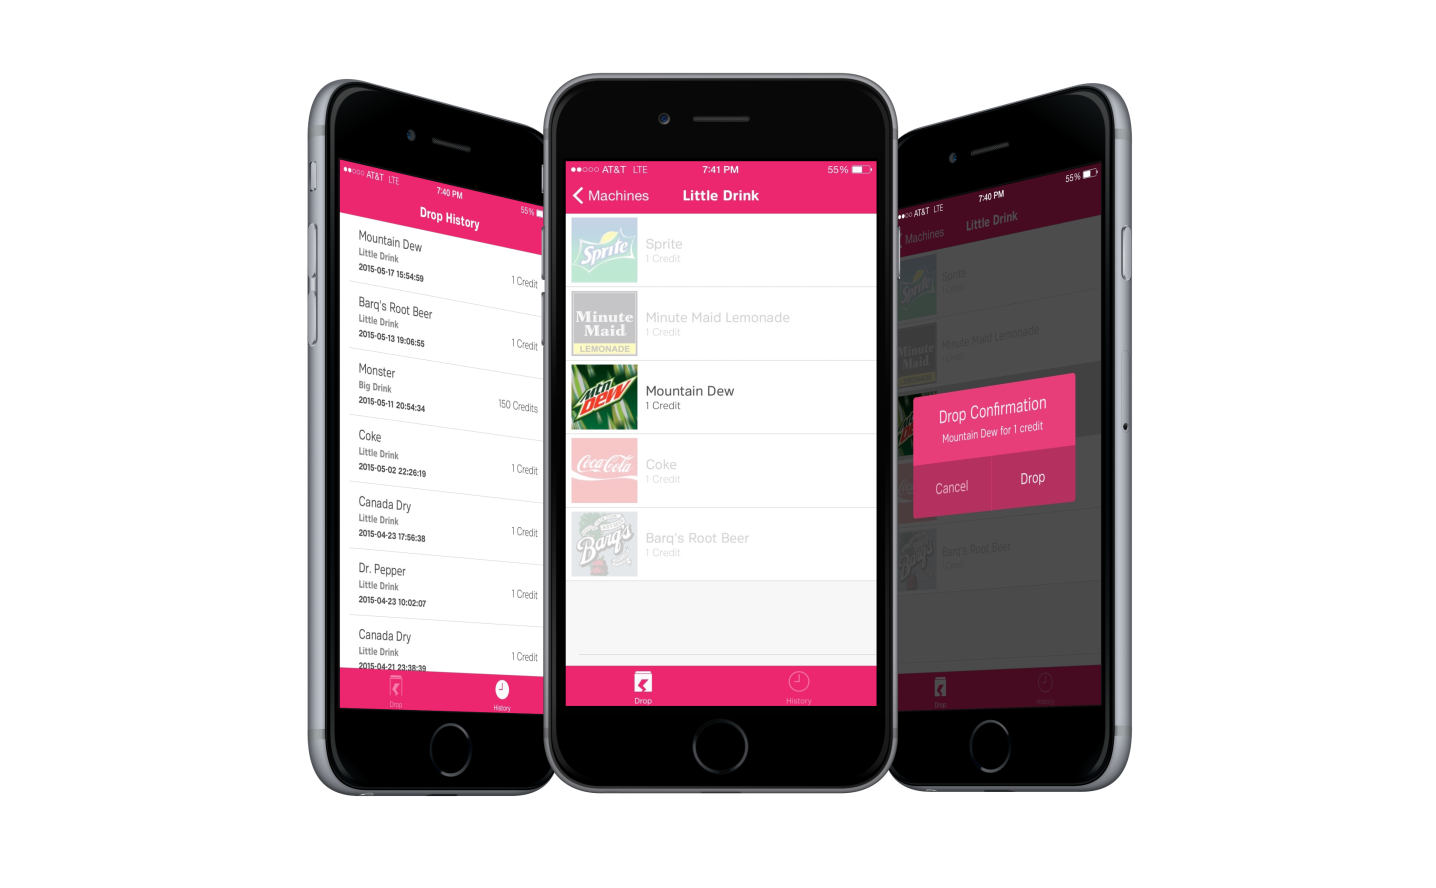 ●●○○○ AT&T LTE 7:40 PM 55%
Drop History
Mountain Dew
Little Drink
2015-05-17 15:54:59
1 Credit
Barq's Root Beer
Little Drink
2015-05-13 19:06:55
1 Credit
Monster
Big Drink
2015-05-11 20:54:34
150 Credits
Coke
Little Drink
2015-05-02 22:26:19
1 Credit
Canada Dry
Little Drink
2015-04-23 17:56:38
1 Credit
Dr. Pepper
Little Drink
2015-04-23 10:02:07
1 Credit
Canada Dry
Little Drink
2015-04-21 23:38:39
1 Credit
Drop History
●●○○○ AT&T LTE 7:41 PM 55%
Machines Little Drink
Sprite
Sprite
1 Credit
Minute
Maid
LEMONADE
Minute Maid Lemonade
1 Credit
mtn
DEW
Mountain Dew
1 Credit
Coca-Cola
Coke
1 Credit
Barq's
Barq's Root Beer
1 Credit
Drop History
●●○○○ AT&T LTE 7:40 PM 55%
Machines Little Drink
Sprite
Sprite
1 Credit
Minute
Maid
LEMONADE
Minute Maid Lemonade
1 Credit
Drop Confirmation
Mountain Dew for 1 credit
Cancel Drop
Barq's
Barq's Root Beer
1 Credit
Drop History